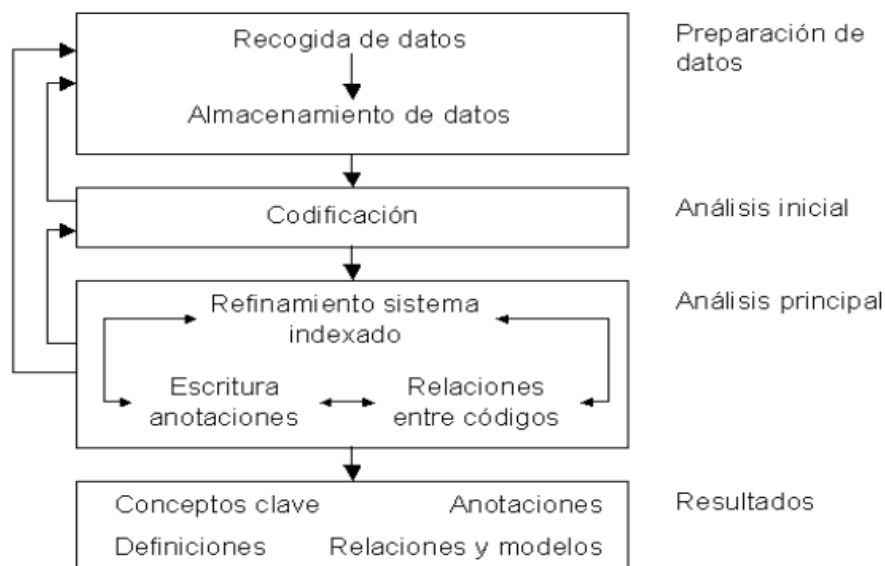 Recogida de datos
Preparación de
datos
Almacenamiento de datos
Codificación
Análisis inicial
Refinamiento sistema
indexado
Análisis principal
Escritura
anotaciones
Relaciones
entre códigos
Conceptos clave
Anotaciones
Resultados
Definiciones
Relaciones y modelos